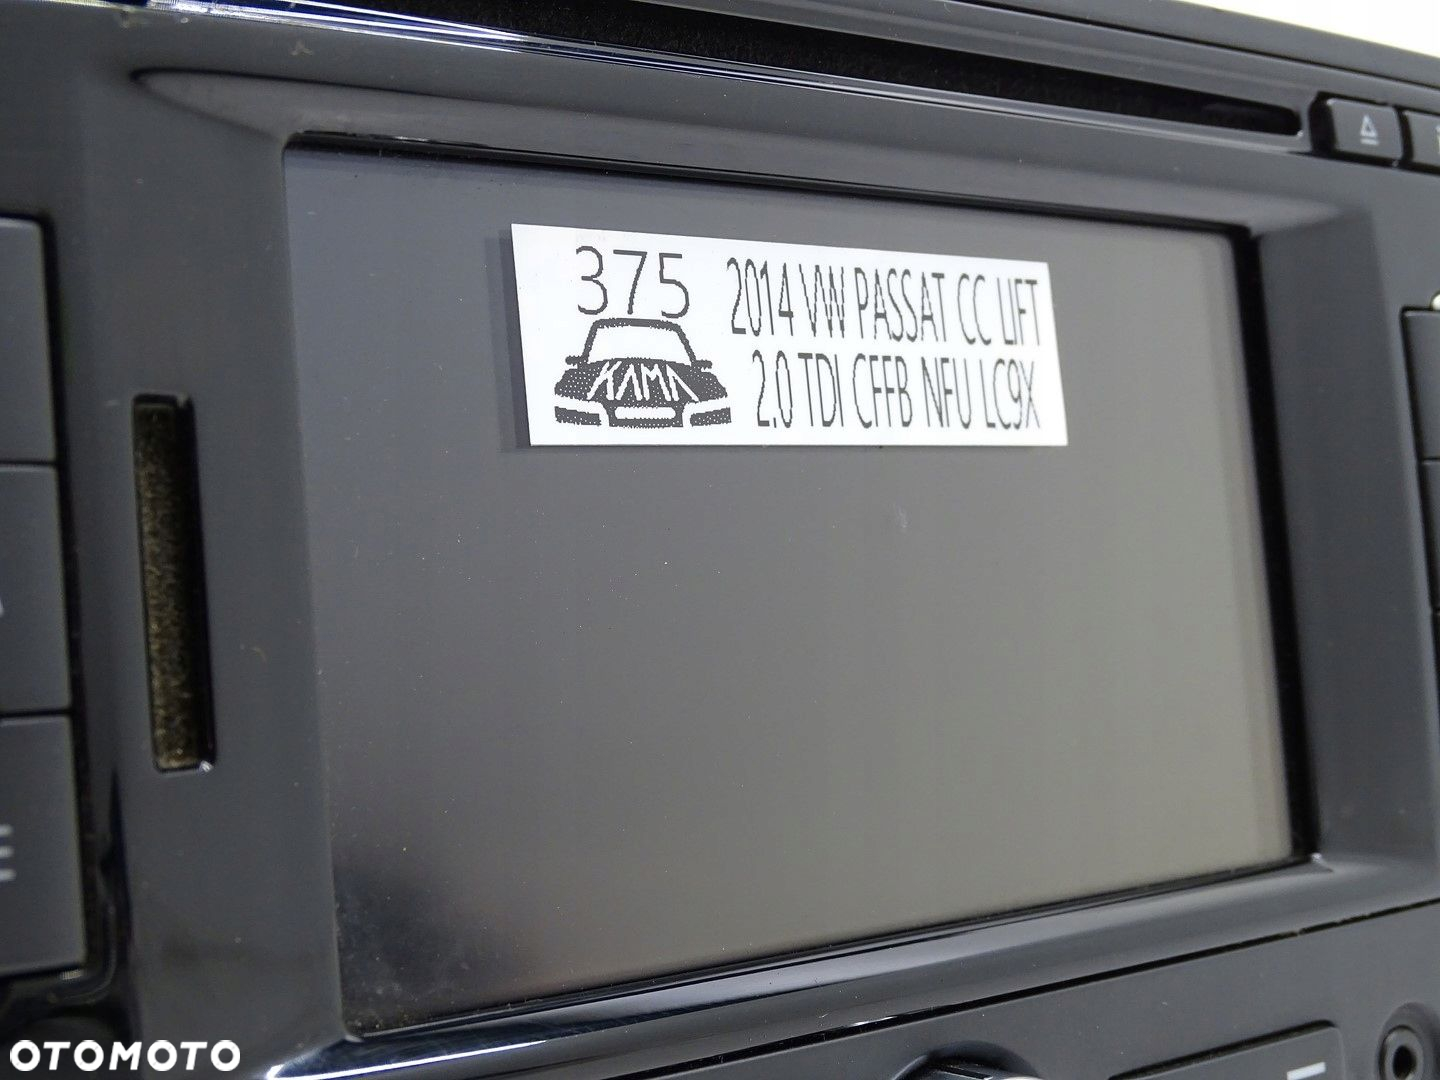 375
KAMA
2014 VW PASSAT CC LIFT
2.0 TDI CFFB NFU LC9X
OTOMOTO